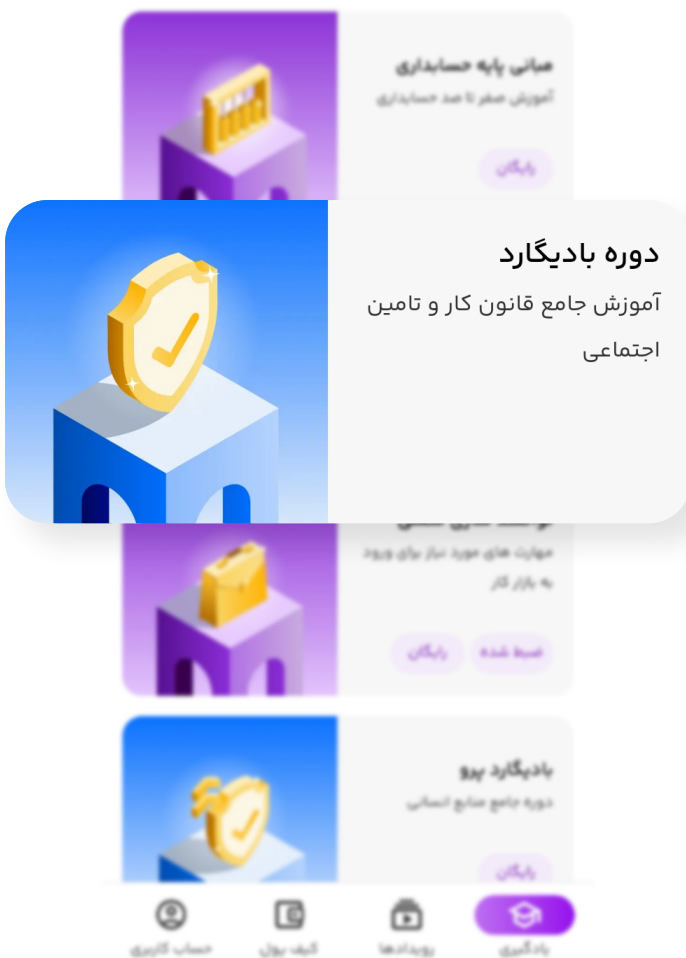 مبانی پایه حسابداری
آموزش صفر تا صد حسابداری
رایگان
دوره بادیگارد
آموزش جامع قانون کار و تامین
اجتماعی
مهارت های مورد نیاز برای ورود
به بازار کار
ضبط شده
رایگان
بادیگارد پرو
دوره جامع منابع انسانی
رایگان
یادگیری
رویدادها
کیف پول
حساب کاربری